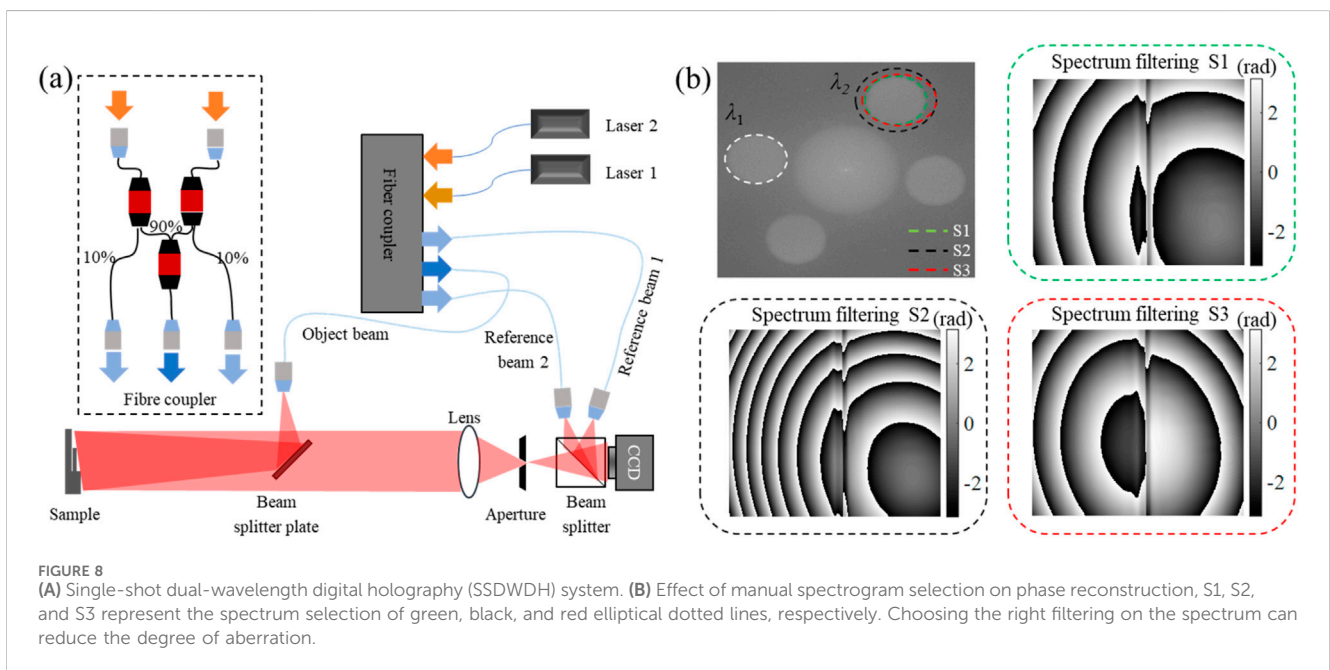 (a)
90%
10%
10%
Fibre coupler
Fiber coupler
Laser 2
Laser 1
Object beam
Reference
beam 2
Reference beam 1
Lens
CCD
Sample
Beam
splitter plate
Aperture
Beam
splitter
(b)
λ2
λ1
S1
S2
S3
Spectrum filtering S1 (rad)
2
0
-2
Spectrum filtering S2 (rad)
2
0
-2
Spectrum filtering S3 (rad)
2
0
-2
FIGURE 8
(A) Single-shot dual-wavelength digital holography (SSDWDH) system. (B) Effect of manual spectrogram selection on phase reconstruction, S1, S2,
and S3 represent the spectrum selection of green, black, and red elliptical dotted lines, respectively. Choosing the right filtering on the spectrum can
reduce the degree of aberration.